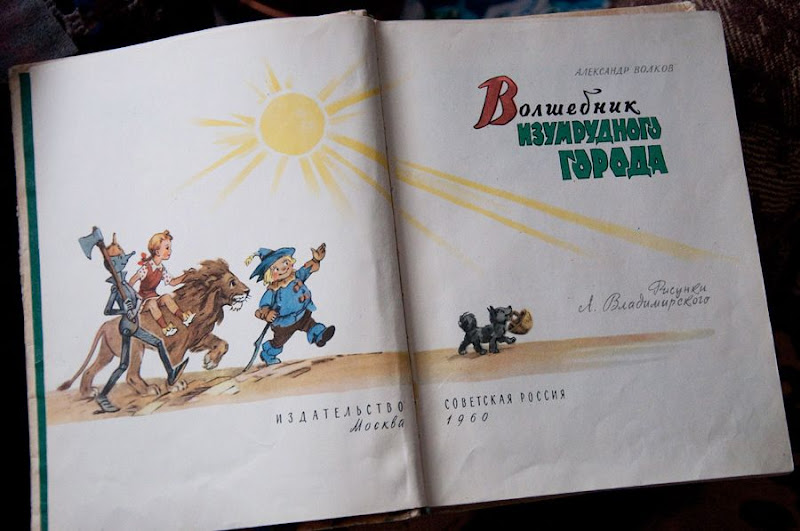 АЛЕКСАНДР ВОЛКОВ
Волшебник
ИЗУМРУДНОГО
ГОРОДА
Рисунки
Л. Владимирского
ИЗДАТЕЛЬСТВО СОВЕТСКАЯ РОССИЯ
Москва 1960